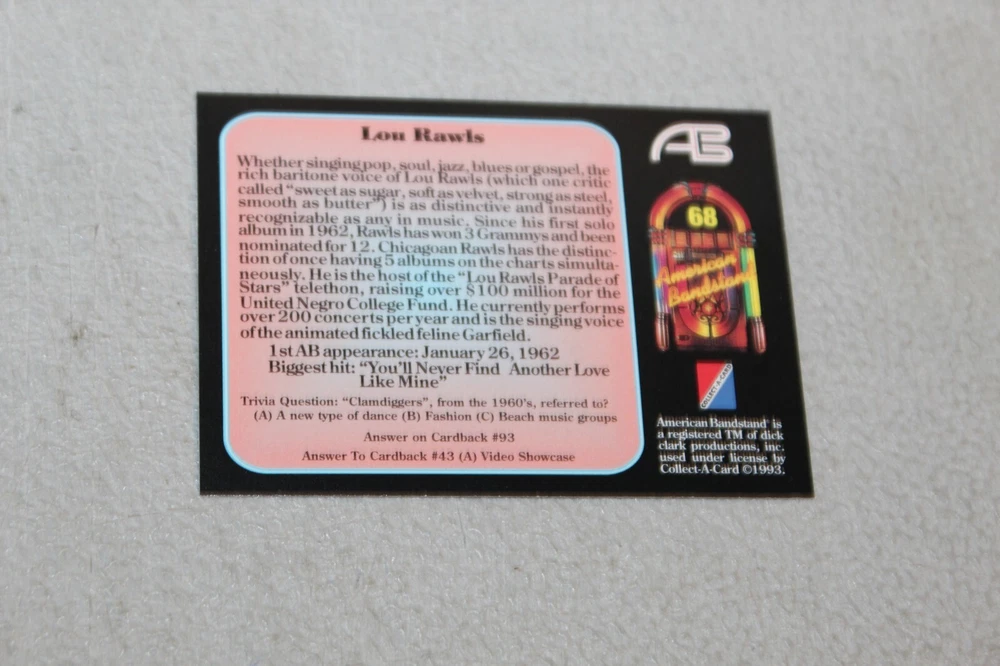 Lou Rawls
Whether singing pop, soul, jazz, blues or gospel, the
rich baritone voice of Lou Rawls (which one critic
called "sweet as sugar, soft as velvet, strong as steel,
smooth as butter") is as distinctive and instantly
recognizable as any in music. Since his first solo
album in 1962, Rawls has won 3 Grammys and been
nominated for 12. Chicagoan Rawls has the distinc-
tion of once having 5 albums on the charts simulta-
neously. He is the host of the "Lou Rawls Parade of
Stars" telethon, raising over $100 million for the
United Negro College Fund. He currently performs
over 200 concerts per year and is the singing voice
of the animated fickled feline Garfield.
1st AB appearance: January 26, 1962
Biggest hit: "You'll Never Find Another Love
Like Mine"
Trivia Question: "Clamdiggers", from the 1960's, referred to?
(A) A new type of dance (B) Fashion (C) Beach music groups
Answer on Cardback #93
Answer To Cardback #43 (A) Video Showcase
AB
68
American
Bandstand
COLLECT-A-CARD
American Bandstand® is
a registered TM of dick
clark productions, inc.
used under license by
Collect-A-Card ©1993.